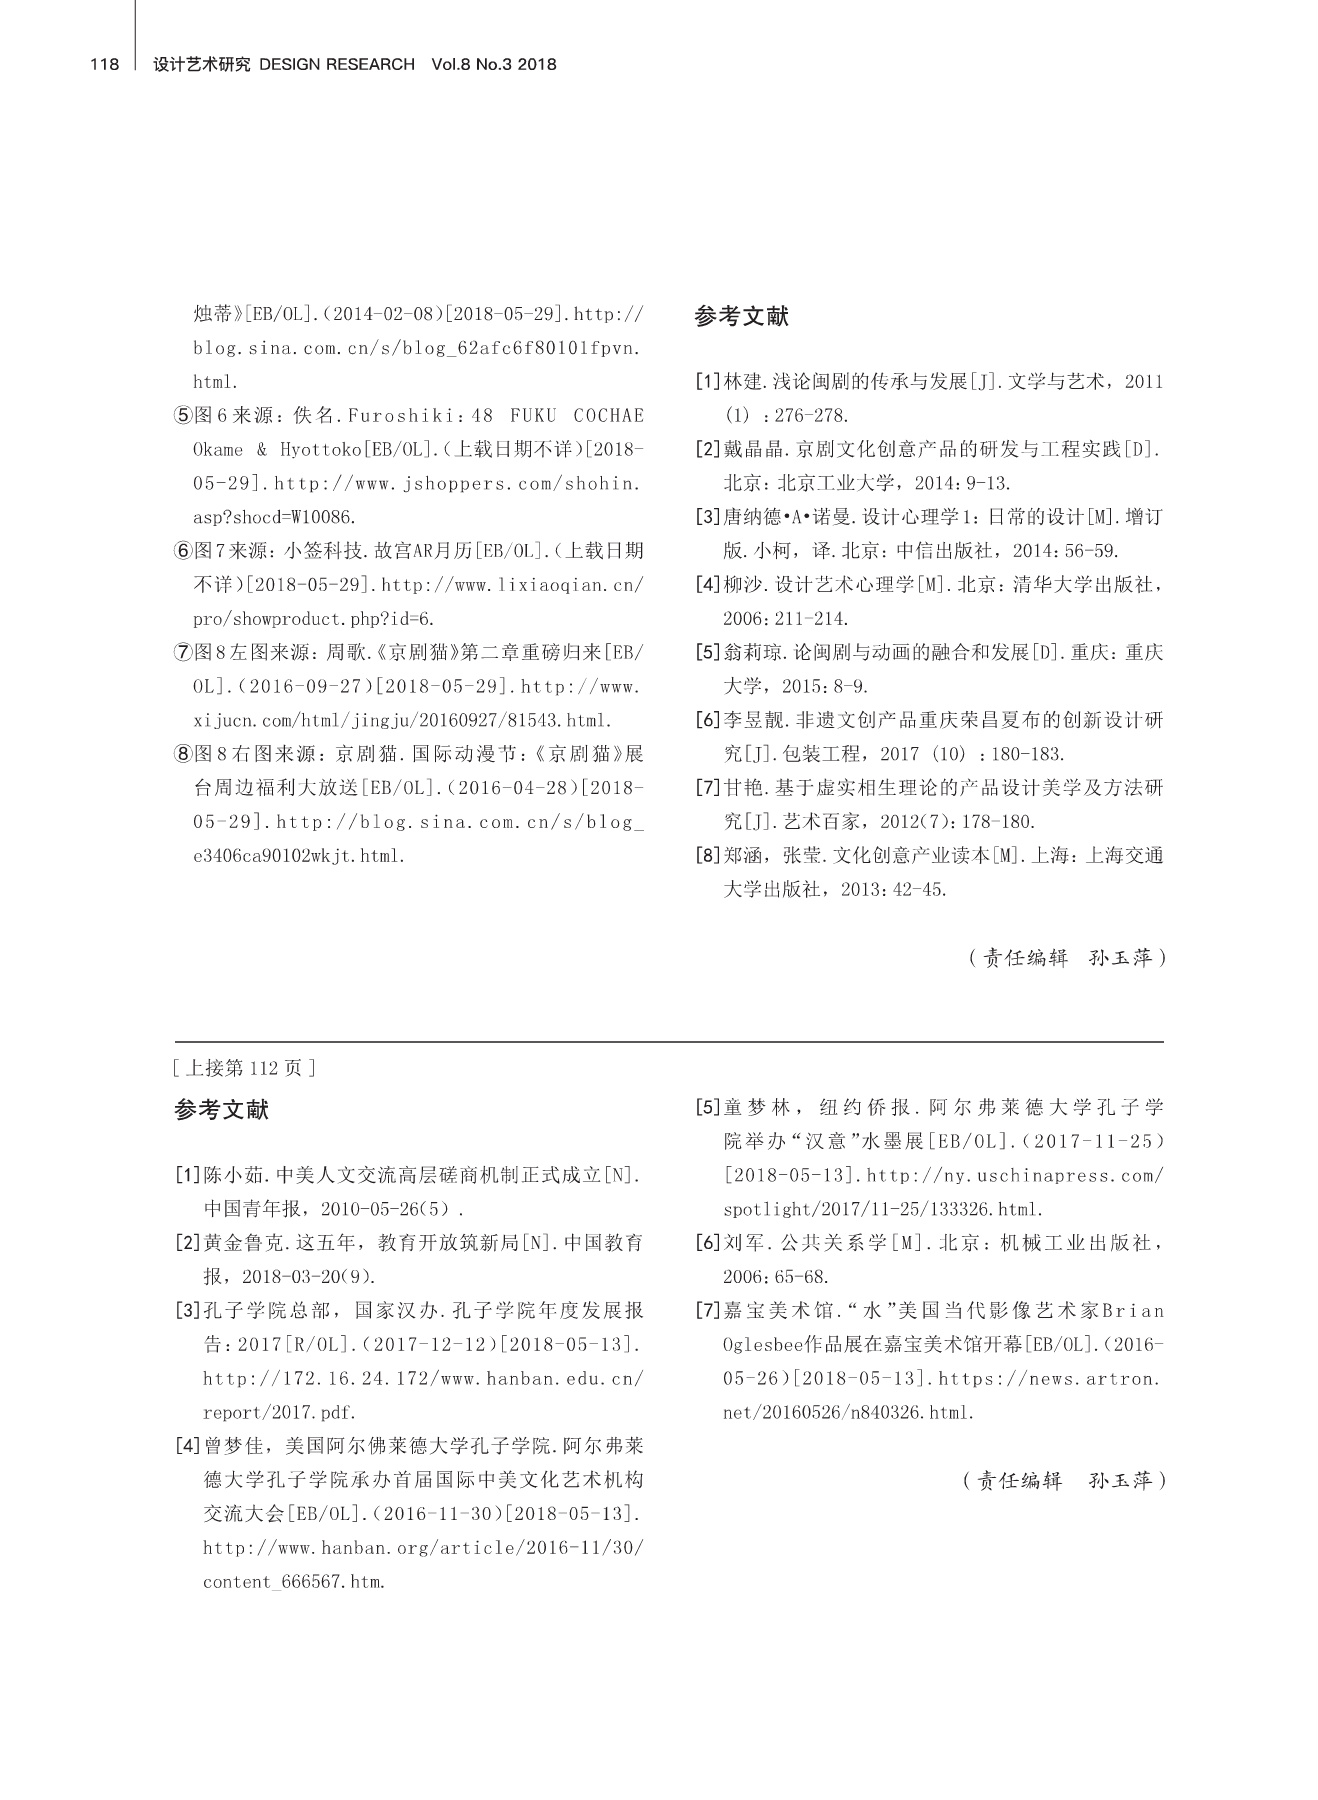 118 设计艺术研究 DESIGN RESEARCH Vol.8 No.3 2018
烛蒂》[EB/OL].(2014-02-08)[2018-05-29].http://
blog.sina.com.cn/s/blog_62afc6f80101fpvn.
html.
⑤图6来源: 佚名.Furoshiki: 48 FUKU COCHAE
Okame & Hyottoko[EB/OL].(上载日期不详)[2018-
05-29].http://www.jshoppers.com/shohin.
asp?shocd=W10086.
⑥图7来源: 小签科技.故宫AR月历[EB/OL].(上载日期
不详)[2018-05-29].http://www.lixiaoqian.cn/
pro/showproduct.php?id=6.
⑦图8左图来源: 周歌.《京剧猫》第二章重磅归来[EB/
OL].(2016-09-27)[2018-05-29].http://www.
xijucn.com/html/jingju/20160927/81543.html.
⑧图8右图来源: 京剧猫.国际动漫节:《京剧猫》展
台周边福利大放送[EB/OL].(2016-04-28)[2018-
05-29].http://blog.sina.com.cn/s/blog_
e3406ca90102wkjt.html.
参考文献
[1]林建.浅论闽剧的传承与发展[J].文学与艺术，2011
(1) :276-278.
[2]戴晶晶.京剧文化创意产品的研发与工程实践[D].
北京: 北京工业大学，2014: 9-13.
[3]唐纳德•A•诺曼.设计心理学1: 日常的设计[M].增订
版.小柯，译.北京: 中信出版社，2014: 56-59.
[4]柳沙.设计艺术心理学[M].北京: 清华大学出版社，
2006: 211-214.
[5]翁莉琼.论闽剧与动画的融合和发展[D].重庆: 重庆
大学，2015: 8-9.
[6]李昱靓.非遗文创产品重庆荣昌夏布的创新设计研
究[J].包装工程，2017 (10) :180-183.
[7]甘艳.基于虚实相生理论的产品设计美学及方法研
究[J].艺术百家，2012(7): 178-180.
[8]郑涵，张莹.文化创意产业读本[M].上海: 上海交通
大学出版社，2013: 42-45.
(责任编辑 孙玉萍)
[上接第112页]
参考文献
[1]陈小茹.中美人文交流高层磋商机制正式成立[N].
中国青年报，2010-05-26(5) .
[2]黄金鲁克.这五年，教育开放筑新局[N].中国教育
报，2018-03-20(9).
[3]孔子学院总部，国家汉办.孔子学院年度发展报
告: 2017[R/OL].(2017-12-12)[2018-05-13].
http://172.16.24.172/www.hanban.edu.cn/
report/2017.pdf.
[4]曾梦佳，美国阿尔佛莱德大学孔子学院.阿尔弗莱
德大学孔子学院承办首届国际中美文化艺术机构
交流大会[EB/OL].(2016-11-30)[2018-05-13].
http://www.hanban.org/article/2016-11/30/
content_666567.htm.
[5]童梦林，纽约侨报.阿尔弗莱德大学孔子学
院举办“汉意”水墨展[EB/OL].(2017-11-25)
[2018-05-13].http://ny.uschinapress.com/
spotlight/2017/11-25/133326.html.
[6]刘军.公共关系学[M].北京: 机械工业出版社，
2006: 65-68.
[7]嘉宝美术馆.“水”美国当代影像艺术家Brian
Oglesbee作品展在嘉宝美术馆开幕[EB/OL].(2016-
05-26)[2018-05-13].https://news.artron.
net/20160526/n840326.html.
(责任编辑 孙玉萍)